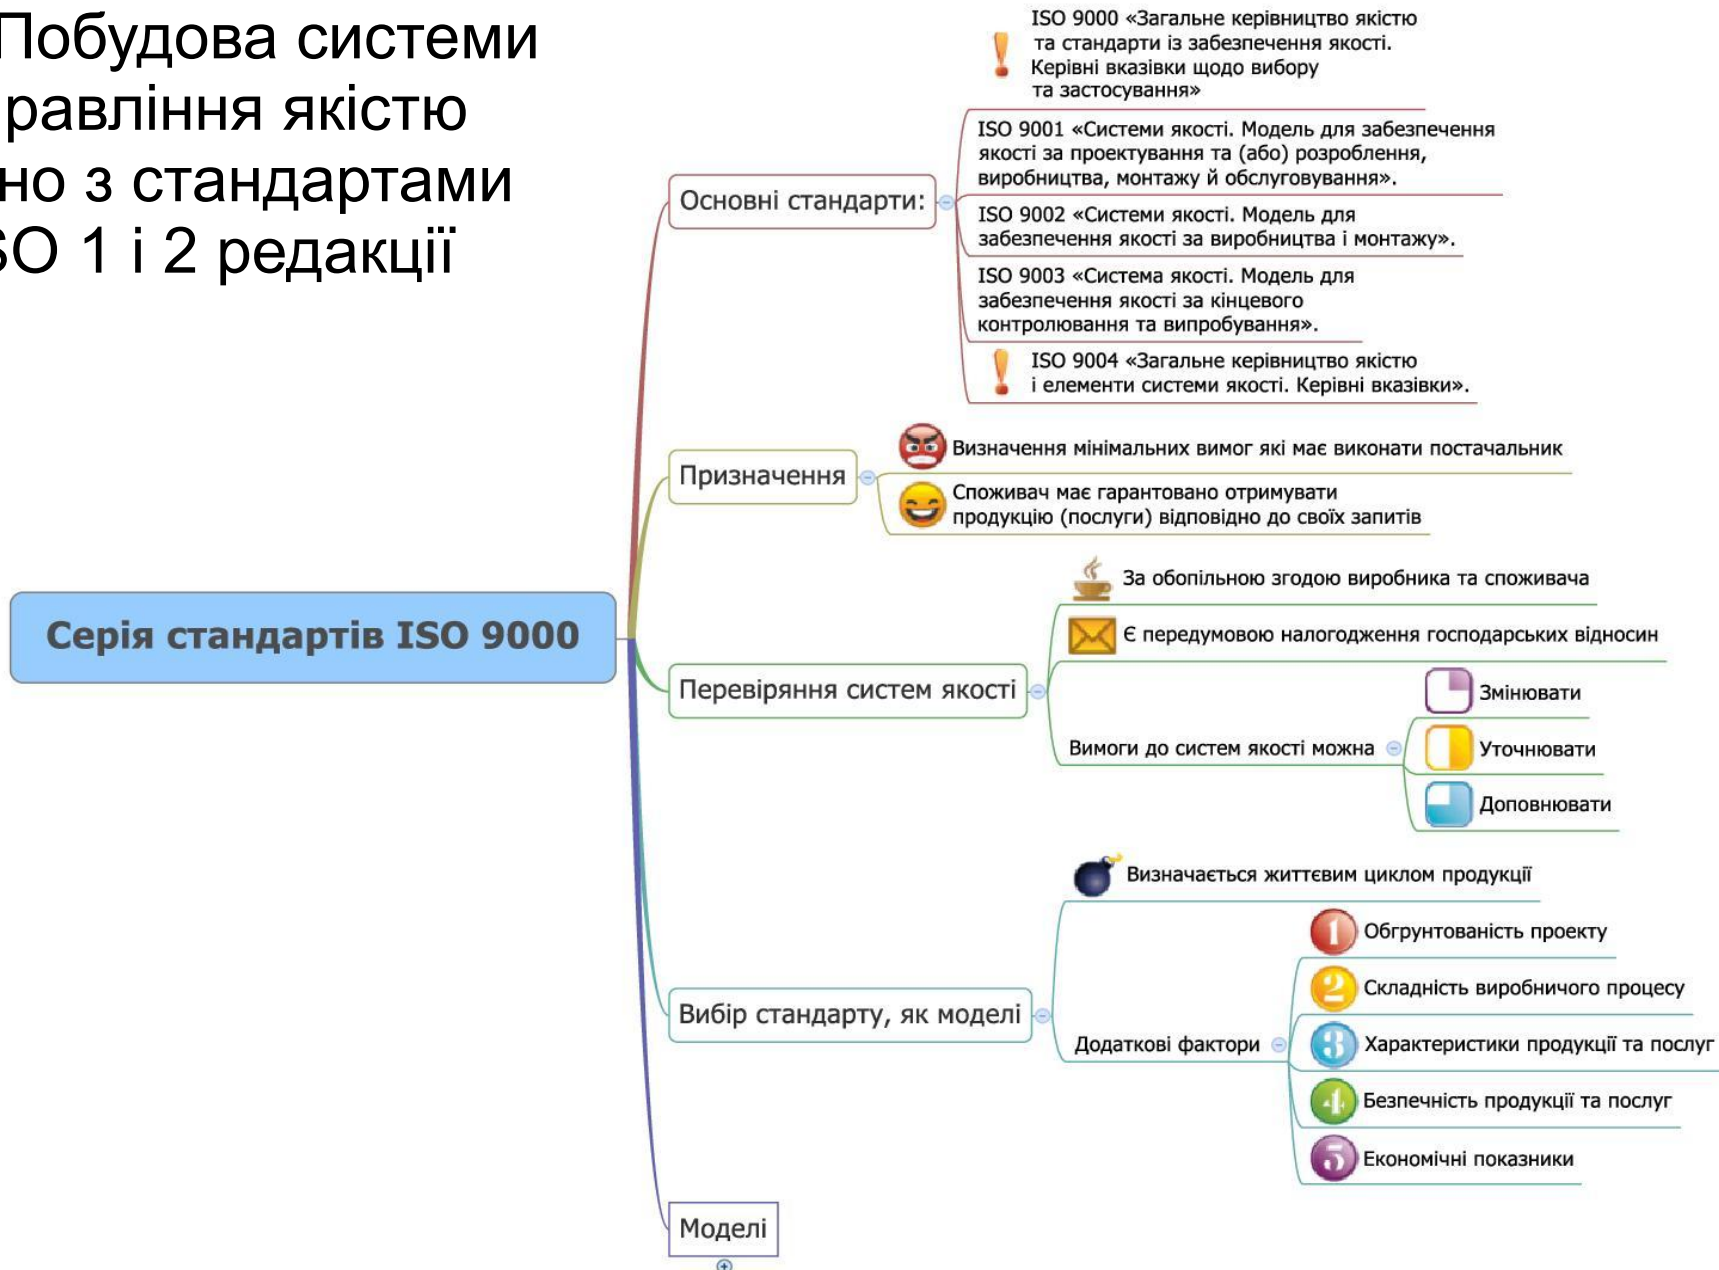 Побудова системи
равління якістю
но з стандартами
SO 1 і 2 редакції
ISO 9000 «Загальне керівництво якістю
та стандарти із забезпечення якості.
Керівні вказівки щодо вибору
та застосування»
ISO 9001 «Системи якості. Модель для забезпечення
якості за проектування та (або) розроблення,
виробництва, монтажу й обслуговування».
Основні стандарти:
ISO 9002 «Системи якості. Модель для
забезпечення якості за виробництва і монтажу».
ISO 9003 «Система якості. Модель для
забезпечення якості за кінцевого
контролювання та випробування».
ISO 9004 «Загальне керівництво якістю
і елементи системи якості. Керівні вказівки».
Призначення
Визначення мінімальних вимог які має виконати постачальник
Споживач має гарантовано отримувати
продукцію (послуги) відповідно до своїх запитів
Серія стандартів ISO 9000
Перевіряння систем якості
За обопільною згодою виробника та споживача
Є передумовою налогодження господарських відносин
Вимоги до систем якості можна
Змінювати
Уточнювати
Доповнювати
Вибір стандарту, як моделі
Визначається життєвим циклом продукції
Додаткові фактори
1 Обгрунтованість проекту
2 Складність виробничого процесу
3 Характеристики продукції та послуг
4 Безпечність продукції та послуг
5 Економічні показники
Моделі